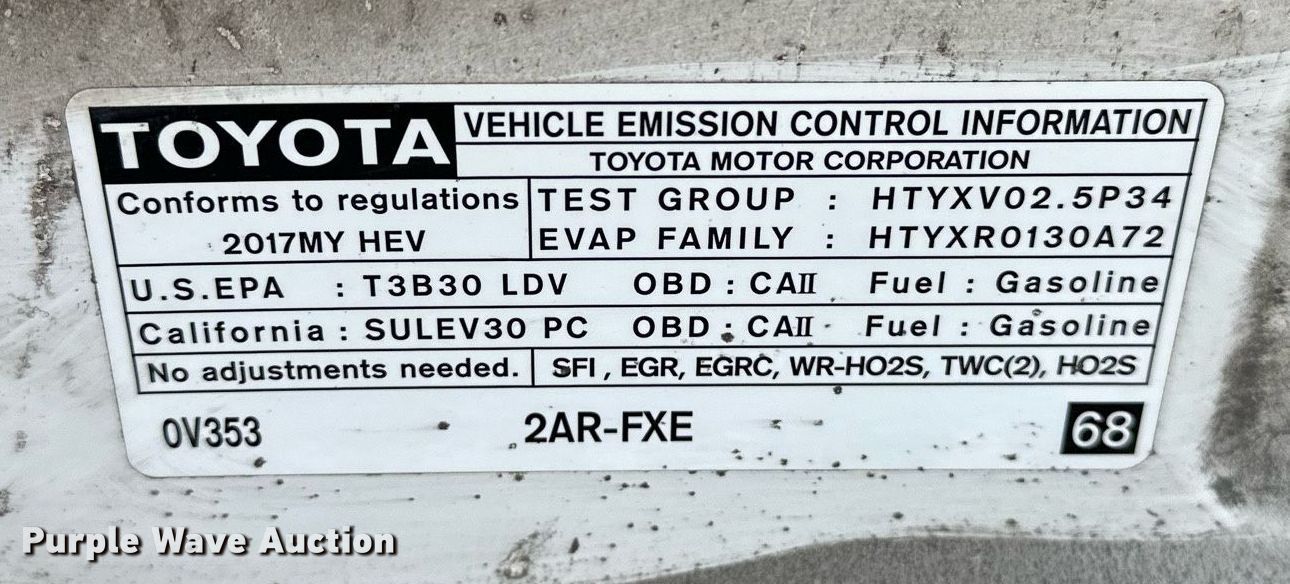 TOYOTA VEHICLE EMISSION CONTROL INFORMATION
TOYOTA MOTOR CORPORATION
Conforms to regulations
2017MY HEV
TEST GROUP : HTYXV02.5P34
EVAP FAMILY : HTYXR0130A72
U.S.EPA : T3B30 LDV OBD : CAII Fuel : Gasoline
California : SULEV30 PC OBD : CAII Fuel : Gasoline
No adjustments needed. SFI, EGR, EGRC, WR-HO2S, TWC(2), HO2S
0V353 2AR-FXE 68
Purple Wave Auction